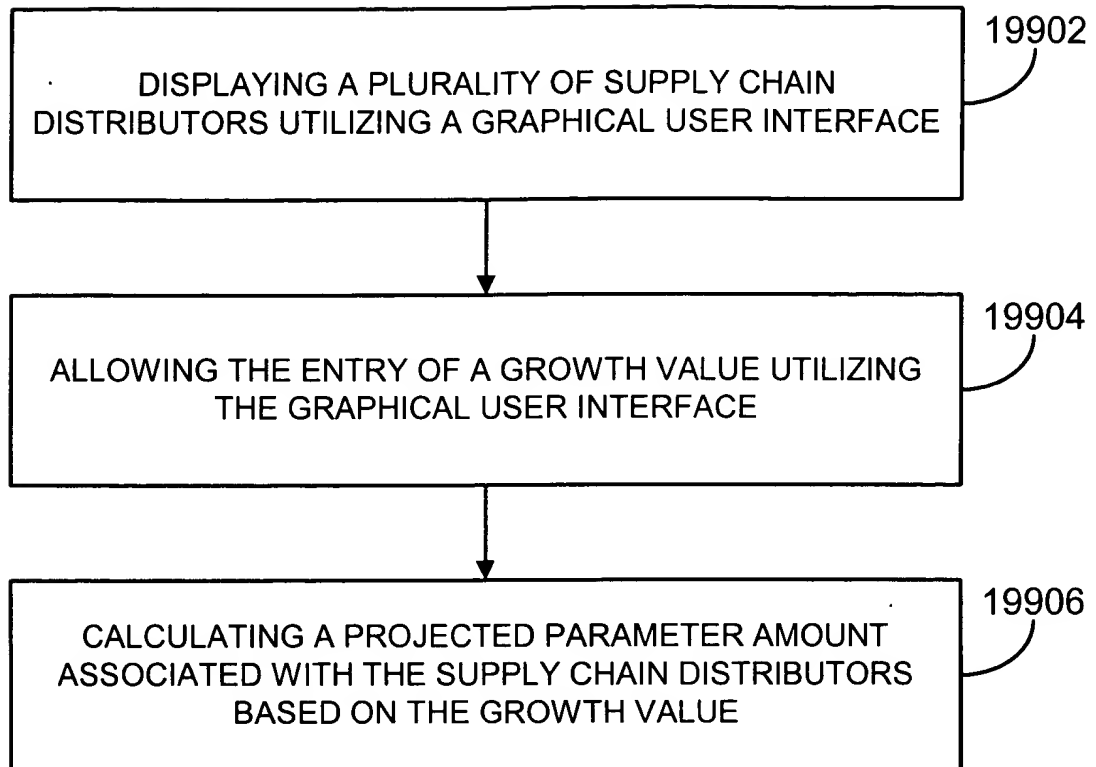 19902
DISPLAYING A PLURALITY OF SUPPLY CHAIN
DISTRIBUTORS UTILIZING A GRAPHICAL USER INTERFACE
19904
ALLOWING THE ENTRY OF A GROWTH VALUE UTILIZING
THE GRAPHICAL USER INTERFACE
19906
CALCULATING A PROJECTED PARAMETER AMOUNT
ASSOCIATED WITH THE SUPPLY CHAIN DISTRIBUTORS
BASED ON THE GROWTH VALUE